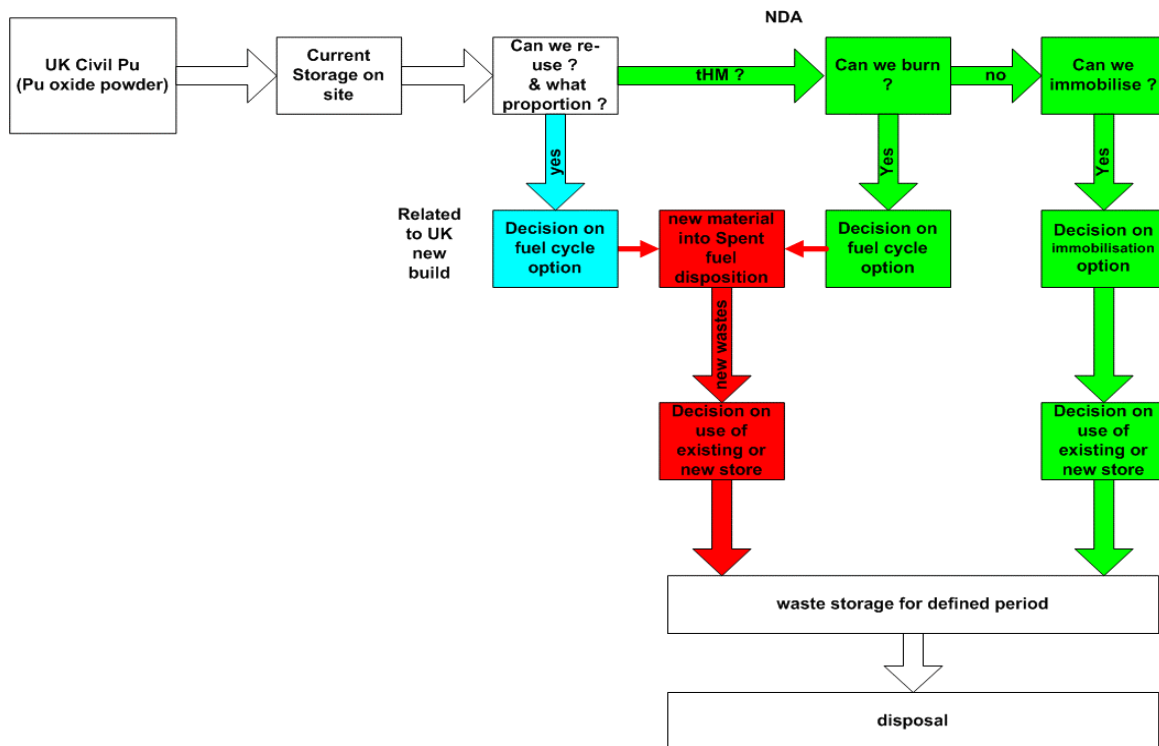 NDA
UK Civil Pu
(Pu oxide powder)
Current
Storage on
site
Can we re-
use ?
& what
proportion ?
tHM ?
Can we burn
?
no
Can we
immobilise ?
yes
Yes
Yes
Related
to UK
new
build
Decision on
fuel cycle
option
new material
into Spent
fuel
disposition
Decision on
fuel cycle
option
Decision on
immobilisation
option
new wastes
Decision on
use of
existing or
new store
Decision on
use of
existing or
new store
waste storage for defined period
disposal